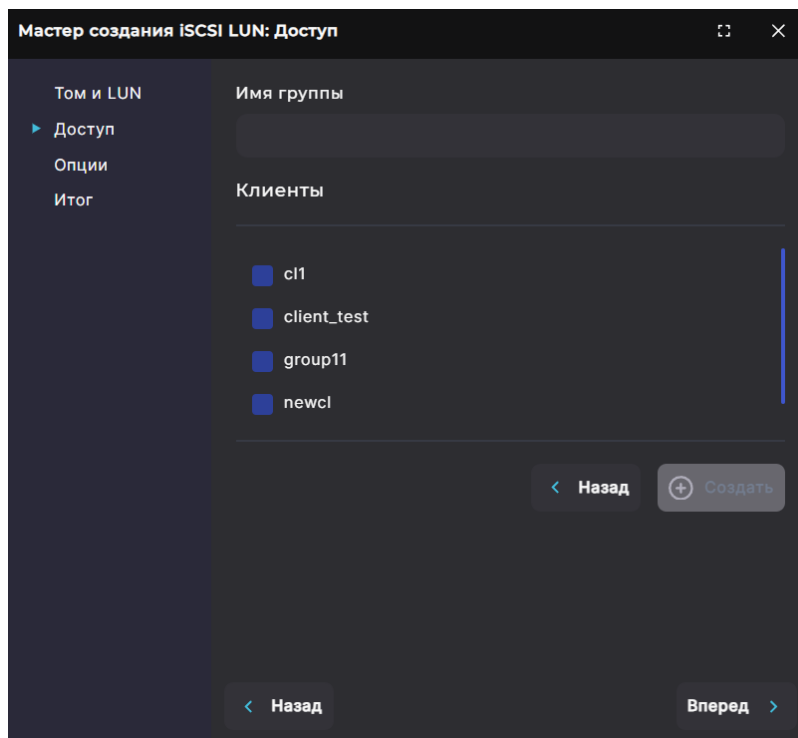 Мастер создания iSCSI LUN: Доступ
Том и LUN
Доступ
Опции
Итог
Имя группы
Клиенты
cl1
client_test
group11
newcl
Назад
Создать
Назад
Вперед